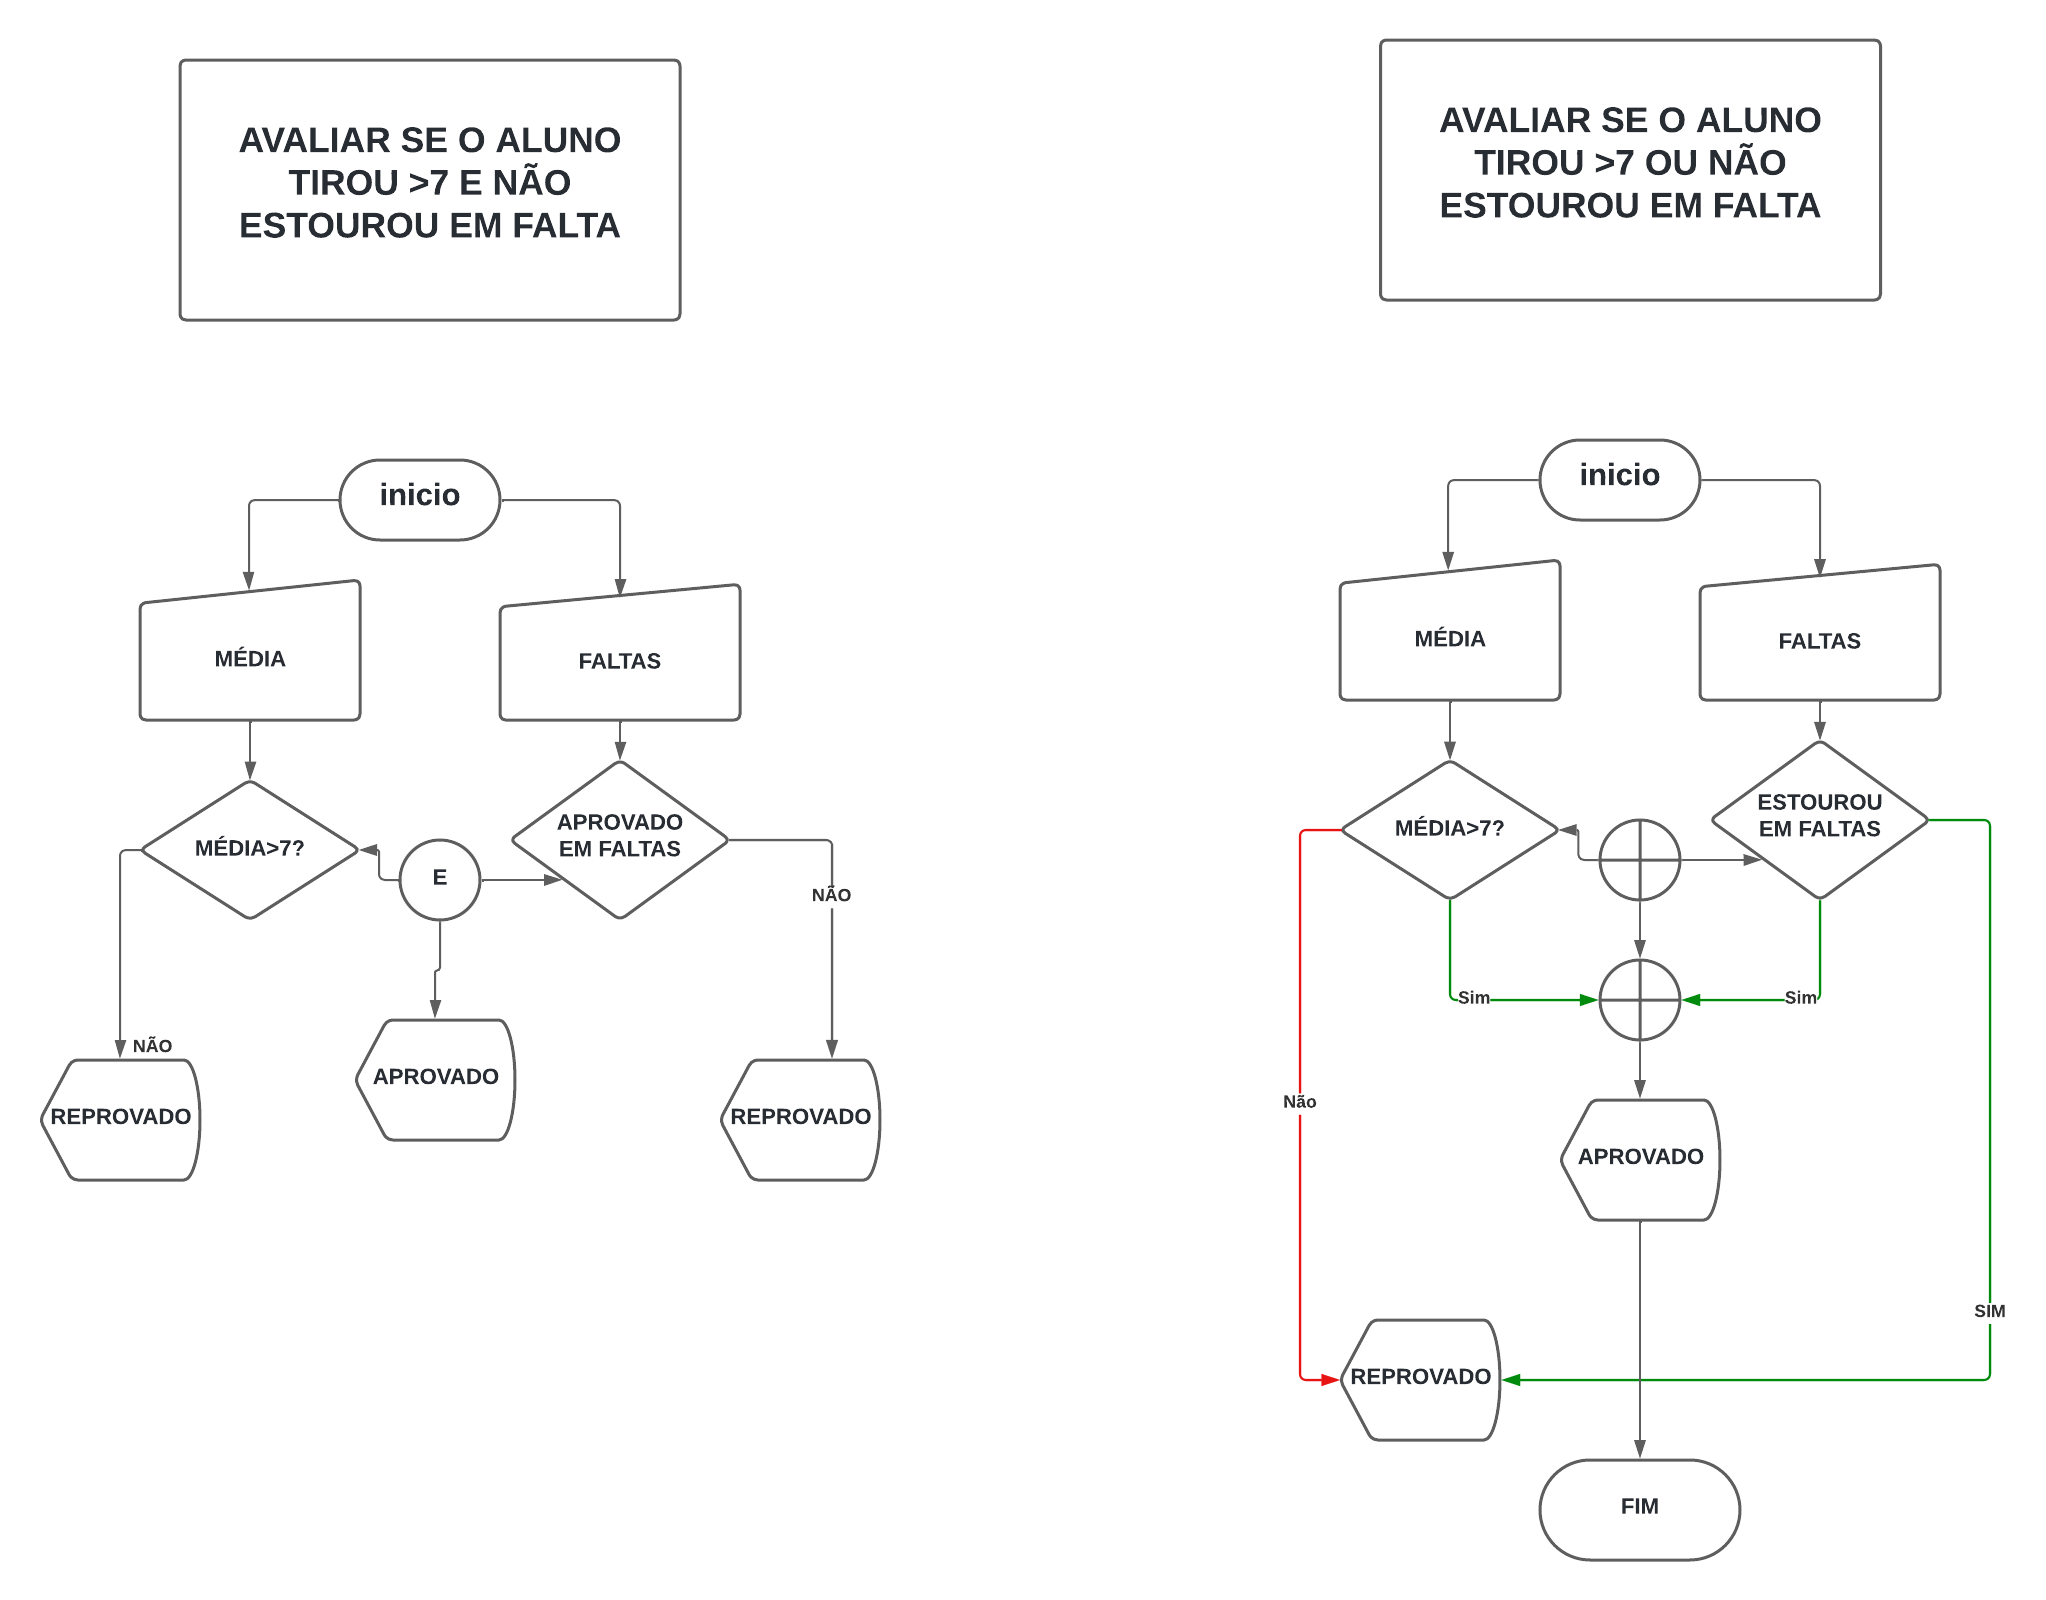 AVALIAR SE O ALUNO
TIROU >7 E NÃO
ESTOUROU EM FALTA
inicio
MÉDIA
FALTAS
MÉDIA>7?
E
APROVADO
EM FALTAS
NÃO
NÃO
REPROVADO
APROVADO
REPROVADO
AVALIAR SE O ALUNO
TIROU >7 OU NÃO
ESTOUROU EM FALTA
inicio
MÉDIA
FALTAS
MÉDIA>7?
ESTOUROU
EM FALTAS
Sim
Sim
Não
APROVADO
SIM
REPROVADO
FIM